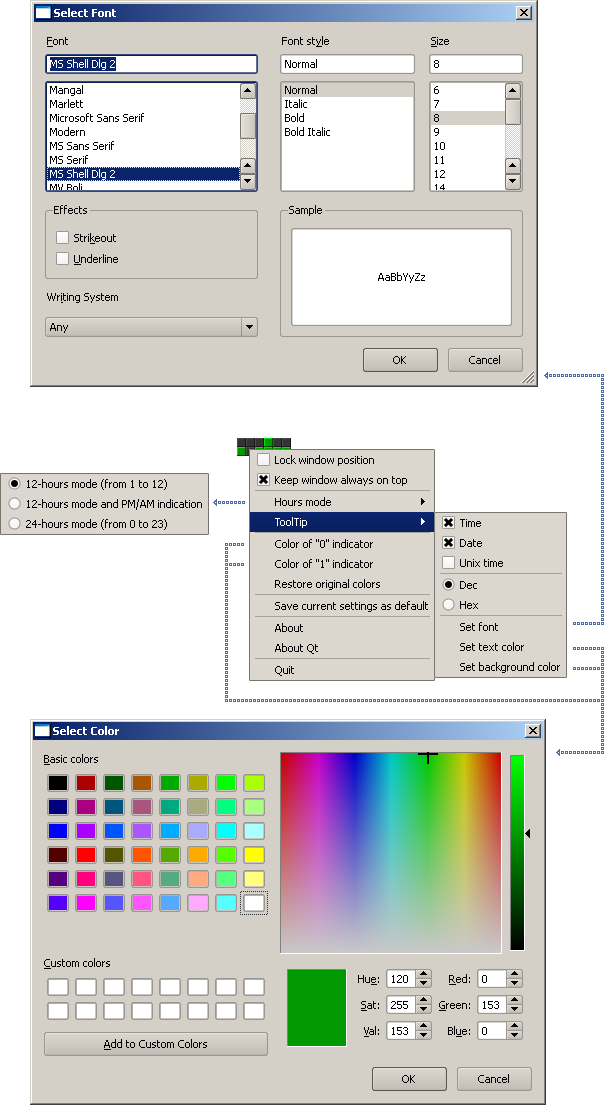 Select Font
Font
MS Shell Dlg 2
Mangal
Marlett
Microsoft Sans Serif
Modern
MS Sans Serif
MS Serif
MS Shell Dlg 2
MV Boli
Font style
Normal
Normal
Italic
Bold
Bold Italic
Size
8
6
7
8
9
10
11
12
14
Effects
Strikeout
Underline
Writing System
Any
Sample
AaBbYyZz
OK
Cancel
Lock window position
Keep window always on top
Hours mode
ToolTip
Color of "0" indicator
Color of "1" indicator
Restore original colors
Save current settings as default
About
About Qt
Quit
12-hours mode (from 1 to 12)
12-hours mode and PM/AM indication
24-hours mode (from 0 to 23)
Time
Date
Unix time
Dec
Hex
Set font
Set text color
Set background color
Select Color
Basic colors
Custom colors
Add to Custom Colors
Hue: 120
Red: 0
Sat: 255
Green: 153
Val: 153
Blue: 0
OK
Cancel